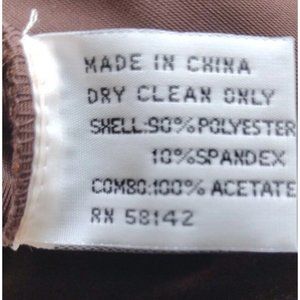 MADE IN CHINA
DRY CLEAN ONLY
SHELL:90%POLYESTER
10%SPANDEX
COMBO:100% ACETATE
RN 58142